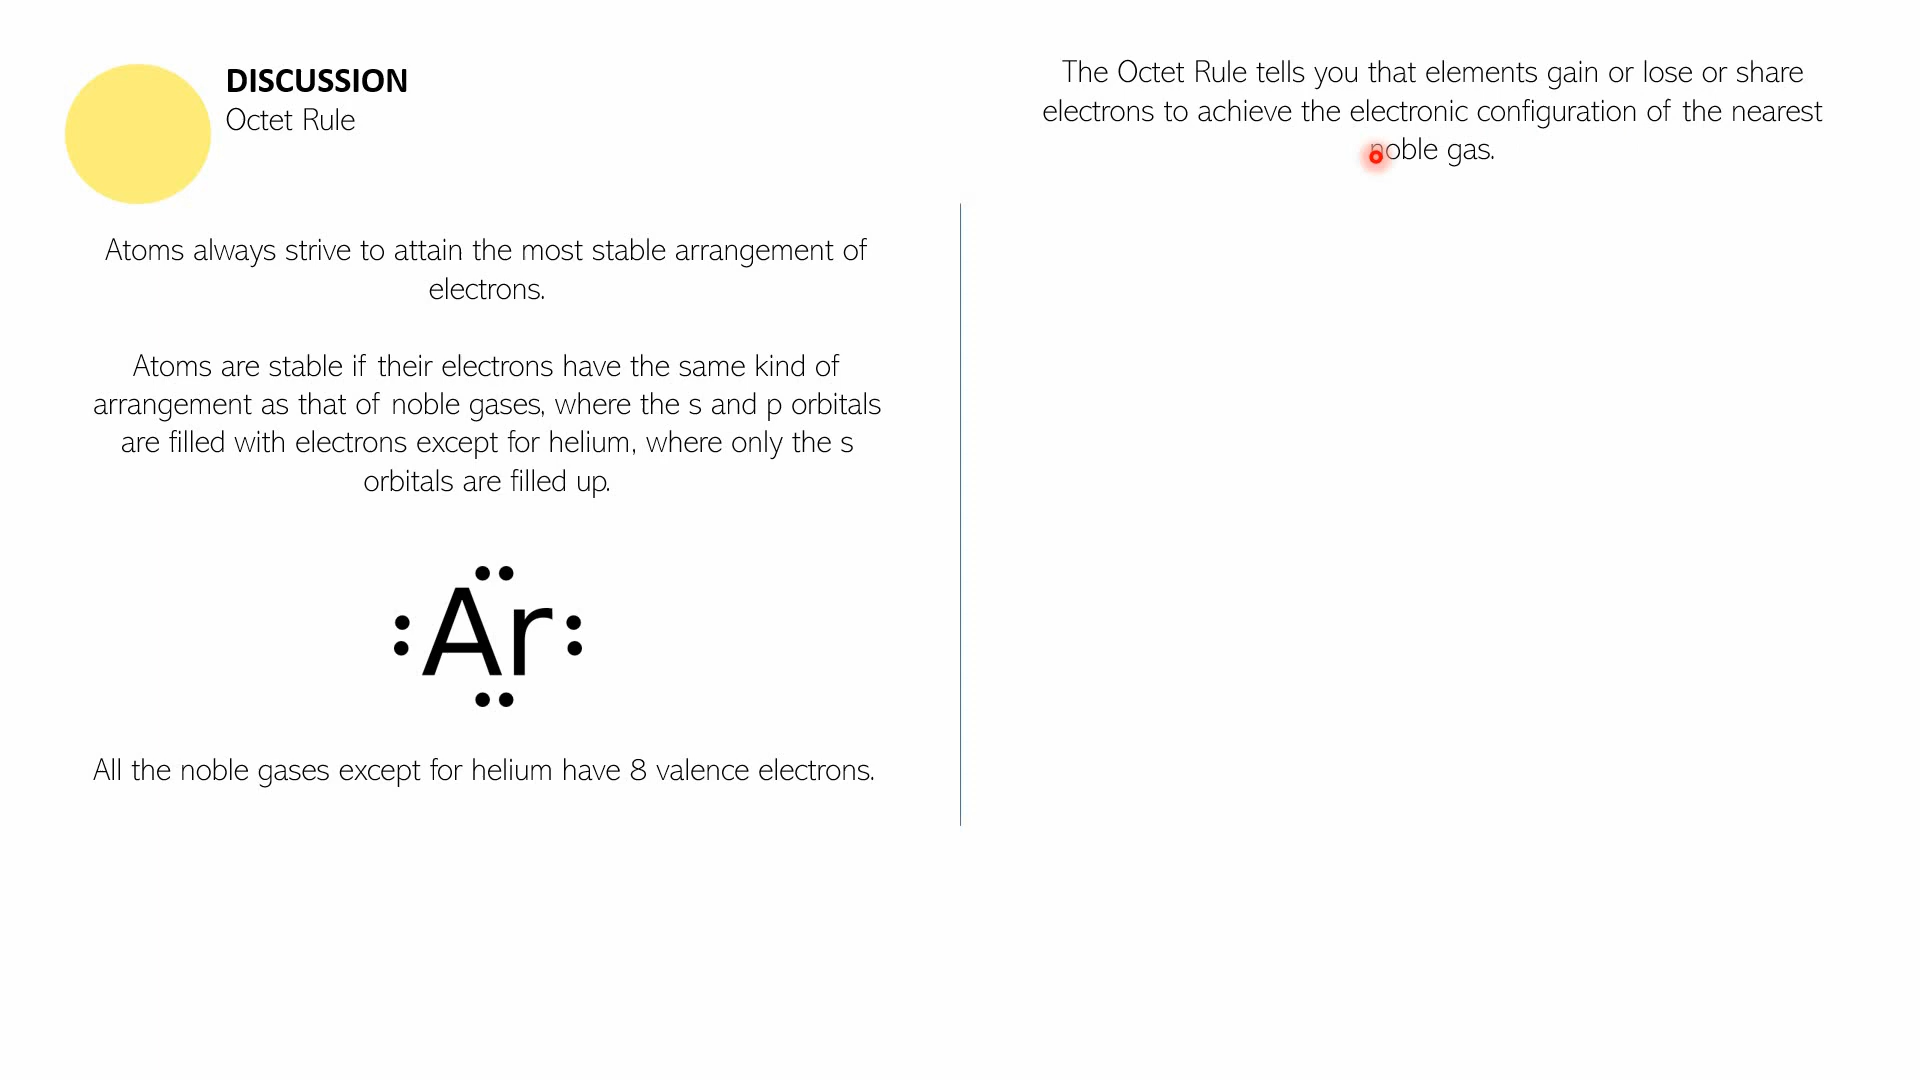 DISCUSSION
Octet Rule
Atoms always strive to attain the most stable arrangement of
electrons.
Atoms are stable if their electrons have the same kind of
arrangement as that of noble gases, where the s and p orbitals
are filled with electrons except for helium, where only the s
orbitals are filled up.
Ar
All the noble gases except for helium have 8 valence electrons.
The Octet Rule tells you that elements gain or lose or share
electrons to achieve the electronic configuration of the nearest
noble gas.